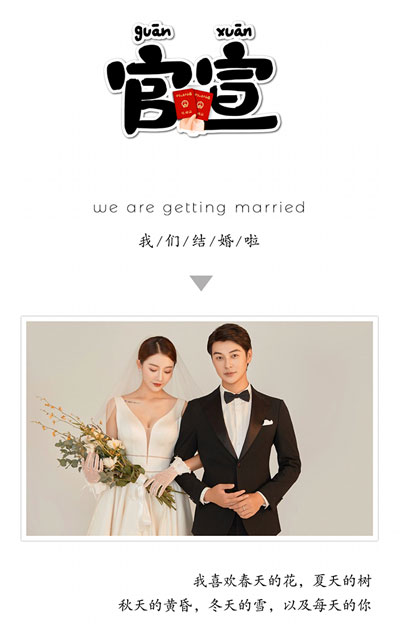 guān xuān
官宣
we are getting married
我/们/结/婚/啦
我喜欢春天的花，夏天的树
秋天的黄昏，冬天的雪，以及每天的你